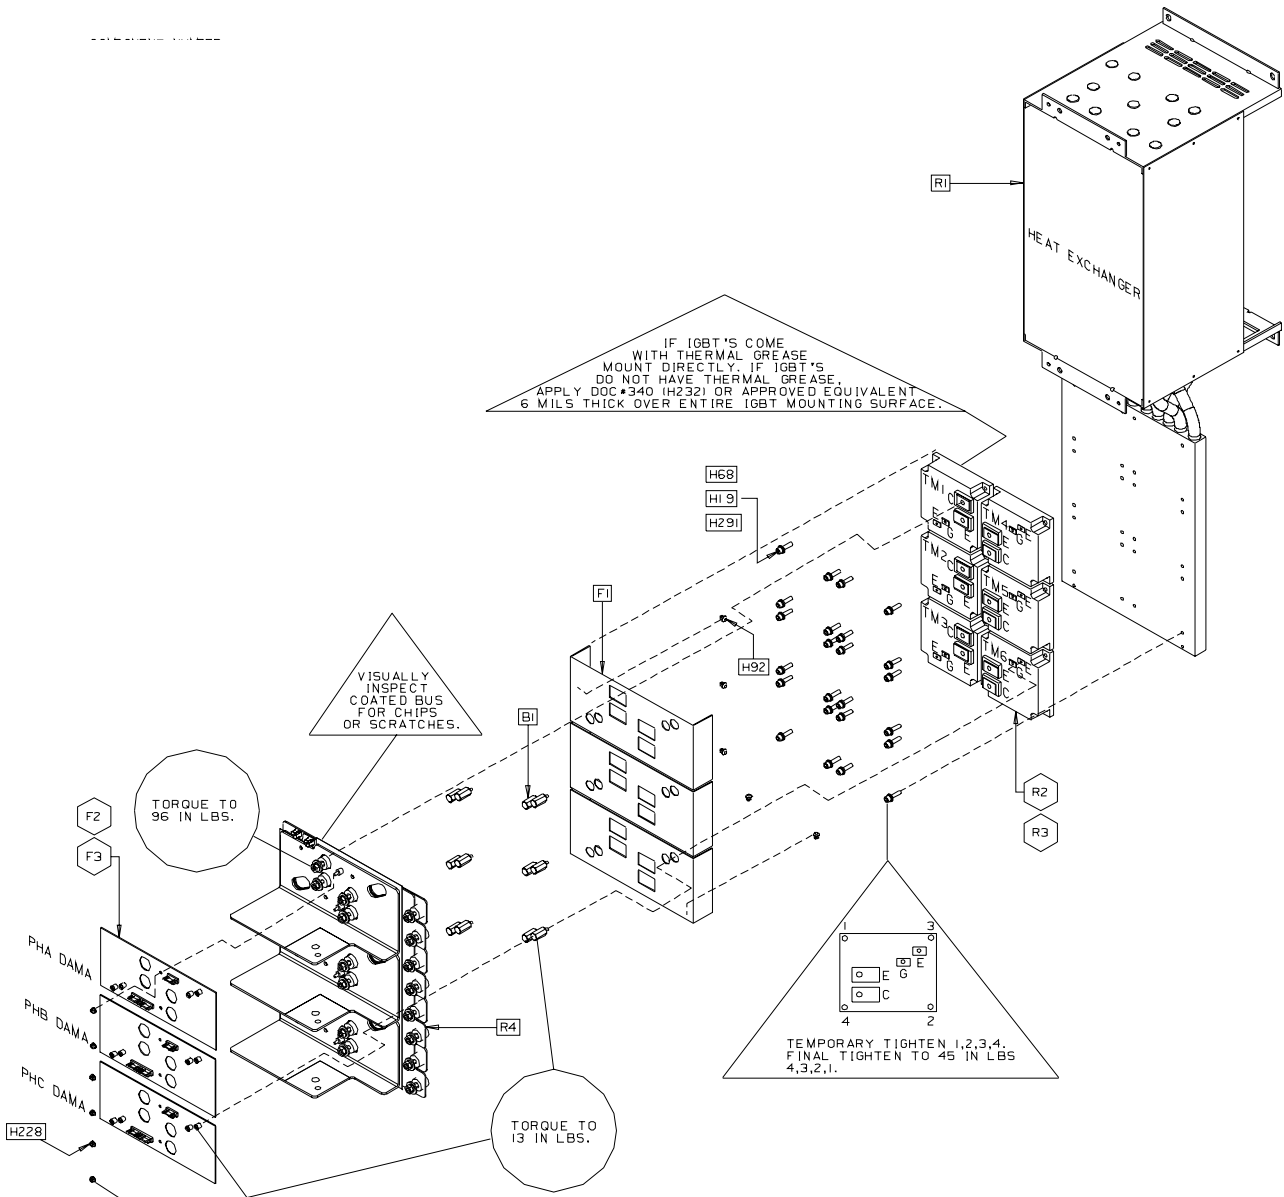 R1
HEAT EXCHANGER
IF IGBT'S COME
WITH THERMAL GREASE
MOUNT DIRECTLY. IF IGBT'S
DO NOT HAVE THERMAL GREASE,
APPLY DOC#340 (H232) OR APPROVED EQUIVALENT
6 MILS THICK OVER ENTIRE IGBT MOUNTING SURFACE.
H68
H19
H291
TM1
C
E
G
E
TM4
E
G
E
C
TM2
C
E
G
E
TM5
E
G
E
C
TM3
C
E
G
E
TM6
E
G
E
C
F1
H92
VISUALLY
INSPECT
COATED BUS
FOR CHIPS
OR SCRATCHES.
B1
TORQUE TO
96 IN LBS.
F2
F3
R2
R3
PHA DAMA
PHB DAMA
PHC DAMA
R4
H228
TORQUE TO
13 IN LBS.
1
3
E
G
E
C
4
2
TEMPORARY TIGHTEN 1,2,3,4.
FINAL TIGHTEN TO 45 IN LBS
4,3,2,1.